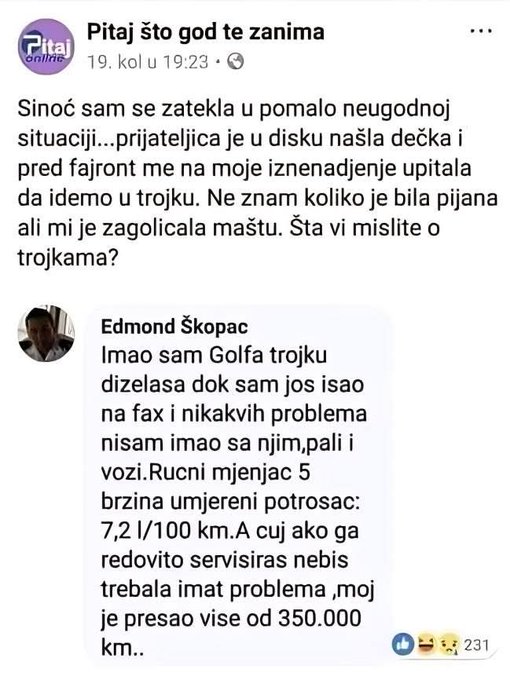 Pitaj što god te zanima
Pitaj
online
19. kol u 19:23 ·
Sinoć sam se zatekla u pomalo neugodnoj
situaciji...prijateljica je u disku našla dečka i
pred fajront me na moje iznenadjenje upitala
da idemo u trojku. Ne znam koliko je bila pijana
ali mi je zagolicala maštu. Šta vi mislite o
trojkama?
Edmond Škopac
Imao sam Golfa trojku
dizelasa dok sam jos isao
na fax i nikakvih problema
nisam imao sa njim,pali i
vozi.Rucni mjenjac 5
brzina umjereni potrosac:
7,2 l/100 km.A cuj ako ga
redovito servisiras nebis
trebala imat problema ,moj
je presao vise od 350.000
km..
231